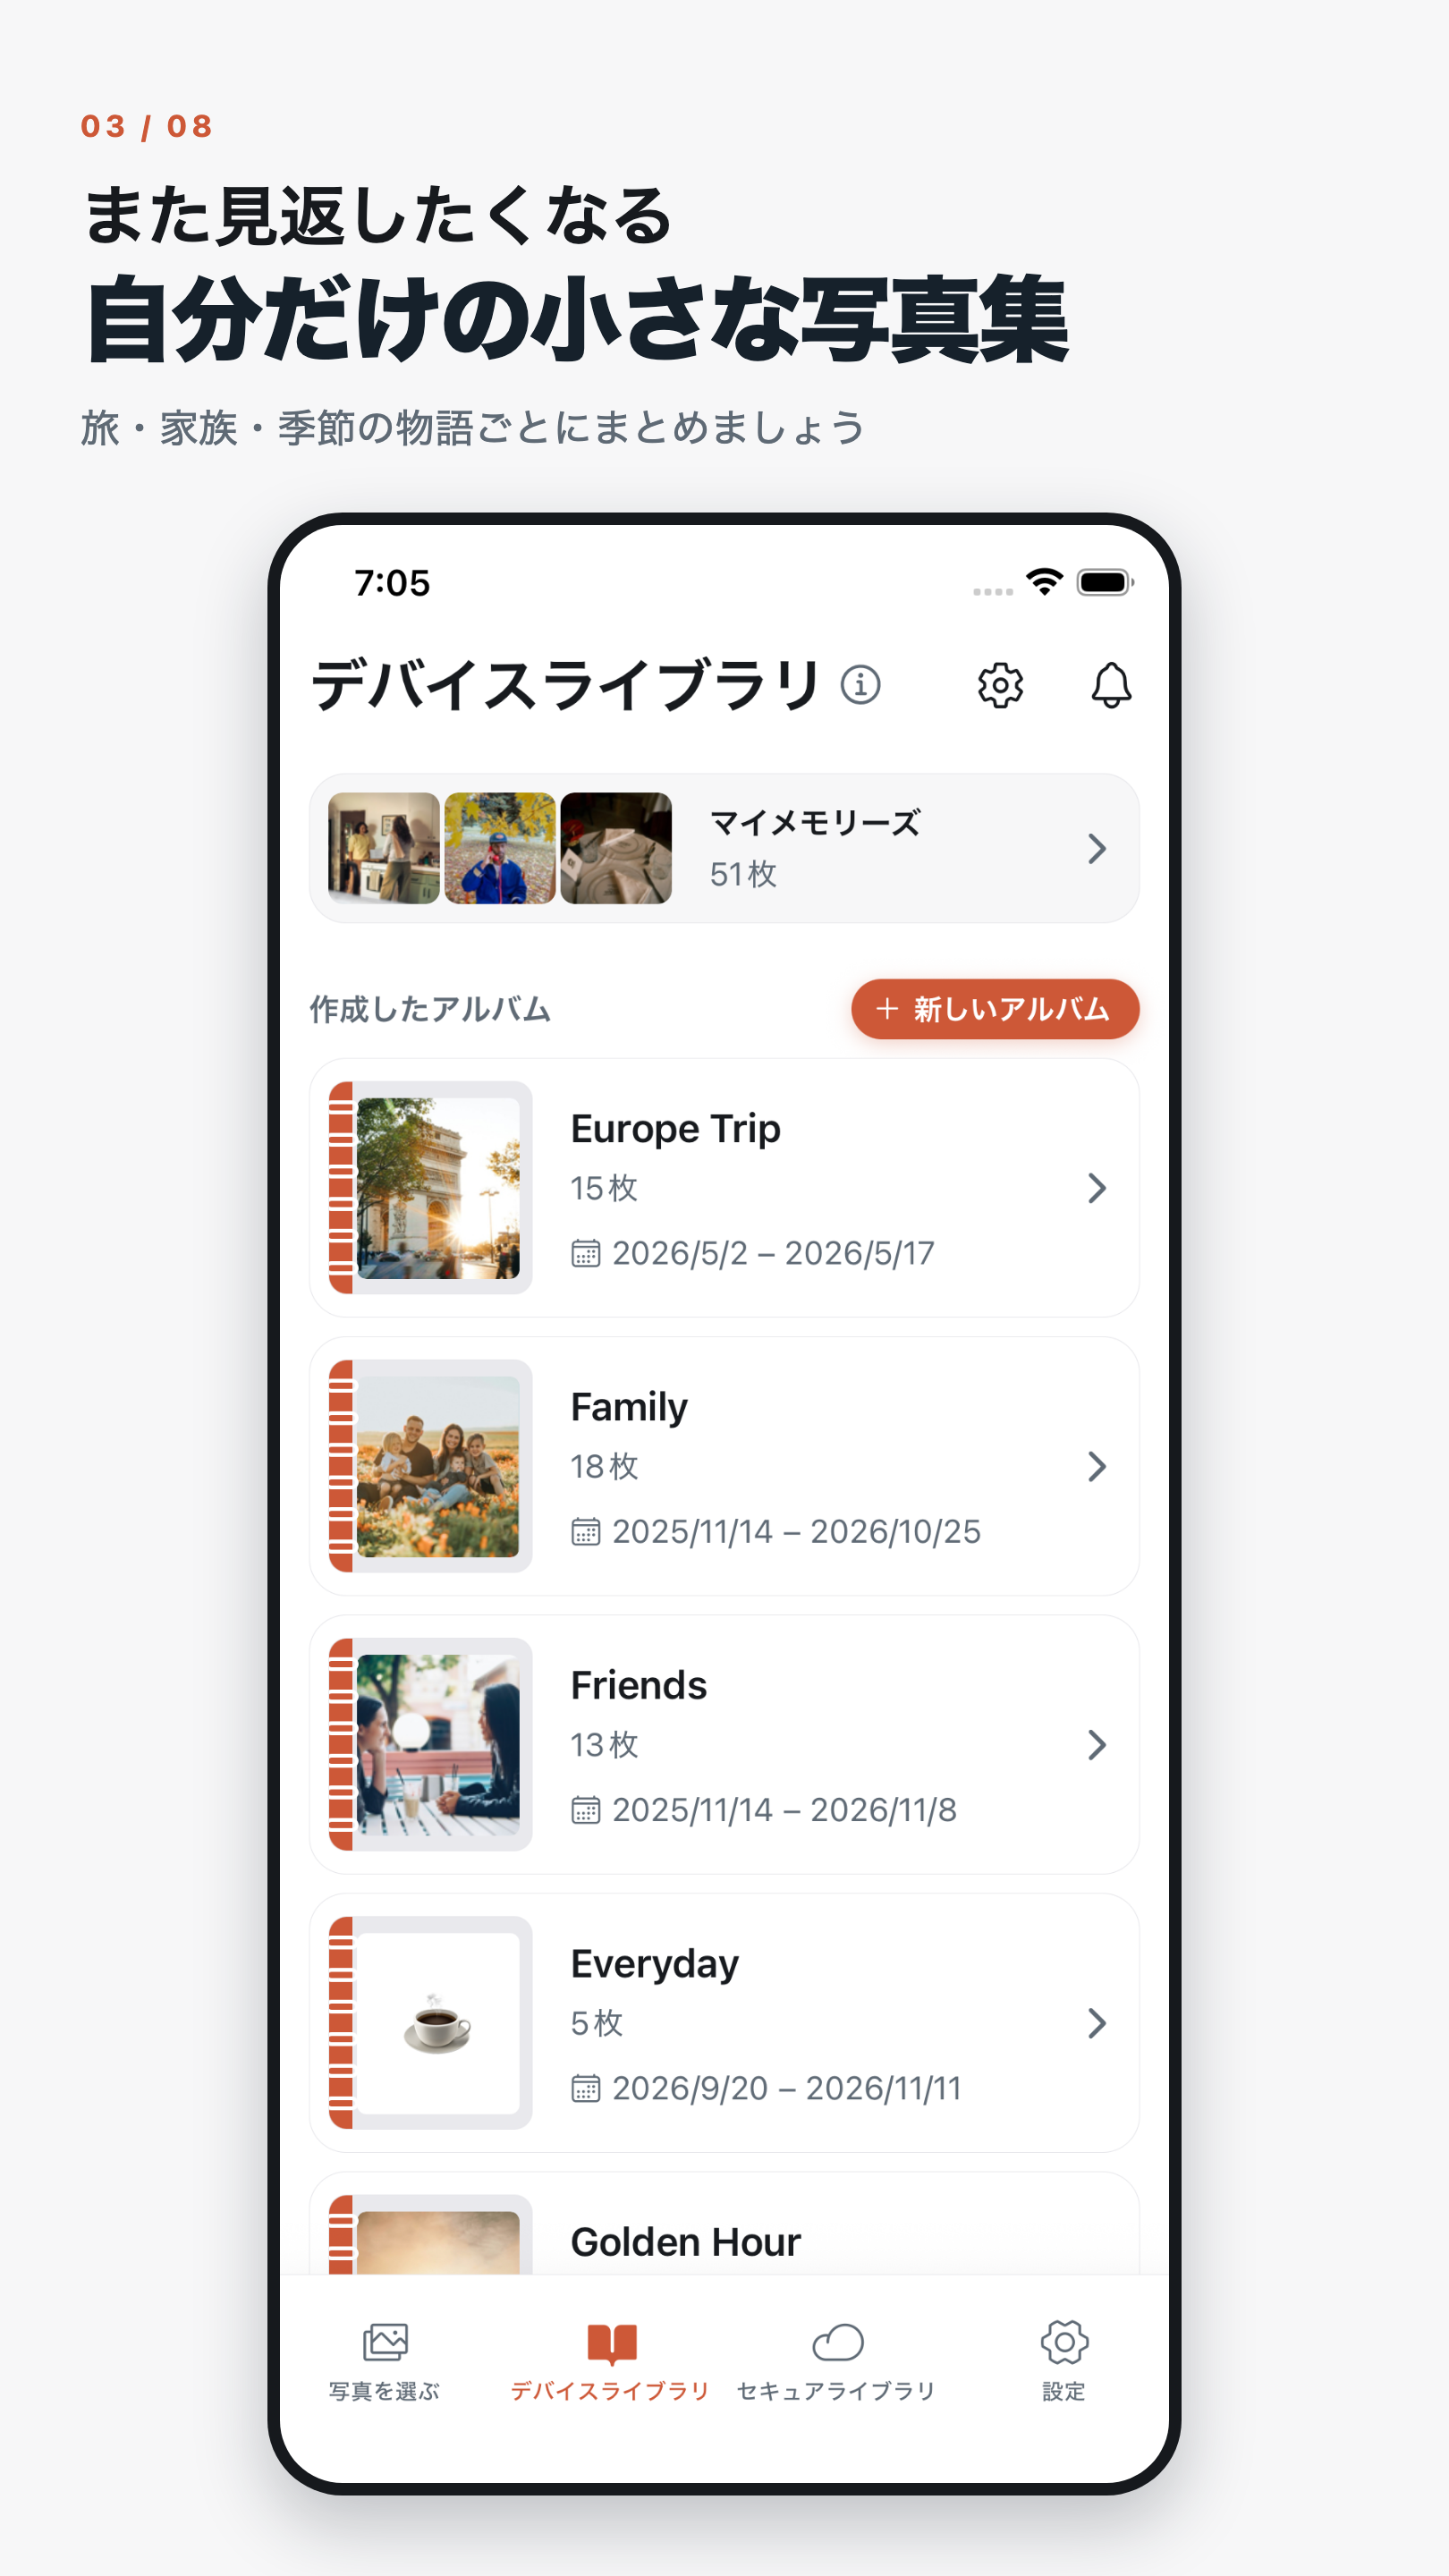 03 / 08
また見返したくなる
自分だけの小さな写真集
旅・家族・季節の物語ごとにまとめましょう
7:05
デバイスライブラリ
マイメモリーズ
51枚
作成したアルバム
+ 新しいアルバム
Europe Trip
15枚
2026/5/2 – 2026/5/17
Family
18枚
2025/11/14 – 2026/10/25
Friends
13枚
2025/11/14 – 2026/11/8
Everyday
5枚
2026/9/20 – 2026/11/11
Golden Hour
写真を選ぶ デバイスライブラリ セキュアライブラリ 設定